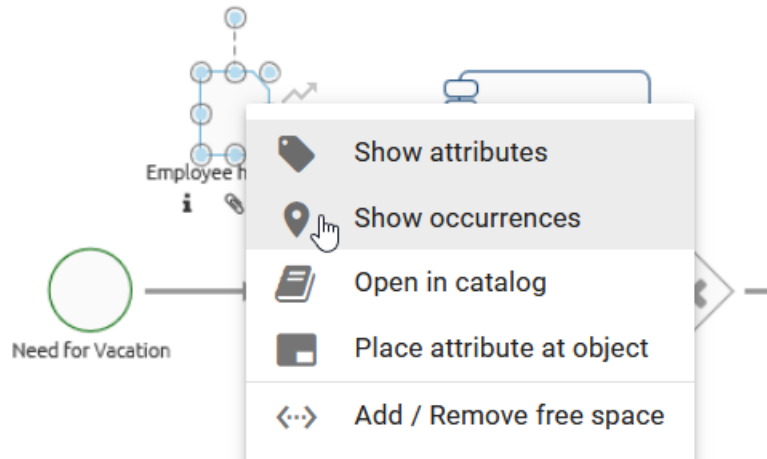 Show attributes
Employee h
Show occurrences
Open in catalog
Need for Vacation
Place attribute at object
Add / Remove free space